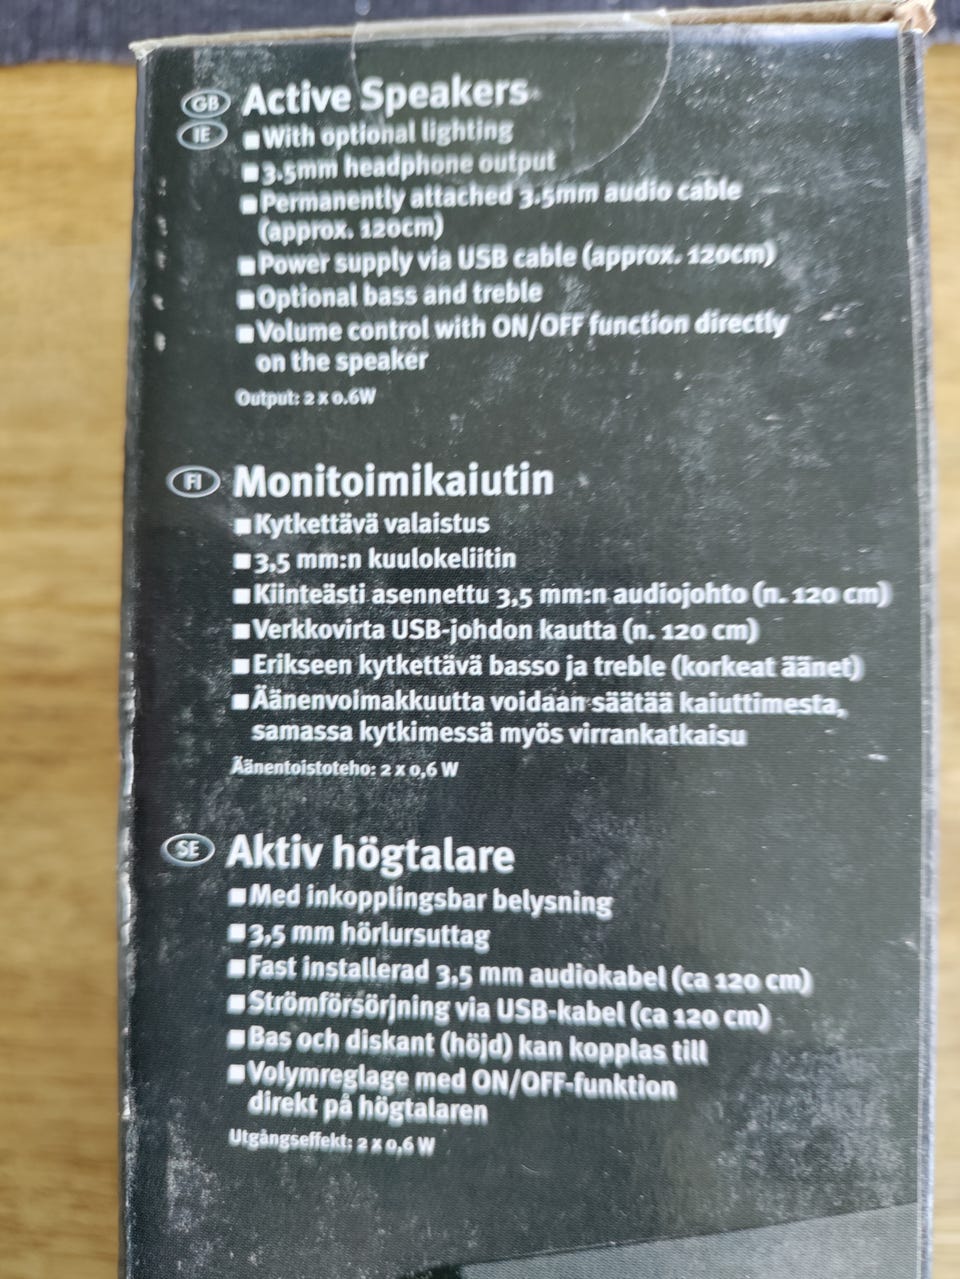 GB Active Speakers
IE
■ With optional lighting
■ 3.5mm headphone output
■ Permanently attached 3.5mm audio cable
(approx. 120cm)
■ Power supply via USB cable (approx. 120cm)
■ Optional bass and treble
■ Volume control with ON/OFF function directly
on the speaker
Output: 2 x 0.6W
FI Monitoimikaiutin
■ Kytkettävä valaistus
■ 3,5 mm:n kuulokeliitin
■ Kiinteästi asennettu 3,5 mm:n audiojohto (n. 120 cm)
■ Verkkovirta USB-johdon kautta (n. 120 cm)
■ Erikseen kytkettävä basso ja treble (korkeat äänet)
■ Äänenvoimakkuutta voidaan säätää kaiuttimesta,
samassa kytkimessä myös virrankatkaisu
Äänentoistoteho: 2 x 0,6 W
SE Aktiv högtalare
■ Med inkopplingsbar belysning
■ 3,5 mm hörlursuttag
■ Fast installerad 3,5 mm audiokabel (ca 120 cm)
■ Strömförsörjning via USB-kabel (ca 120 cm)
■ Bas och diskant (höjd) kan kopplas till
■ Volymreglage med ON/OFF-funktion
direkt på högtalaren
Utgångseffekt: 2 x 0,6 W